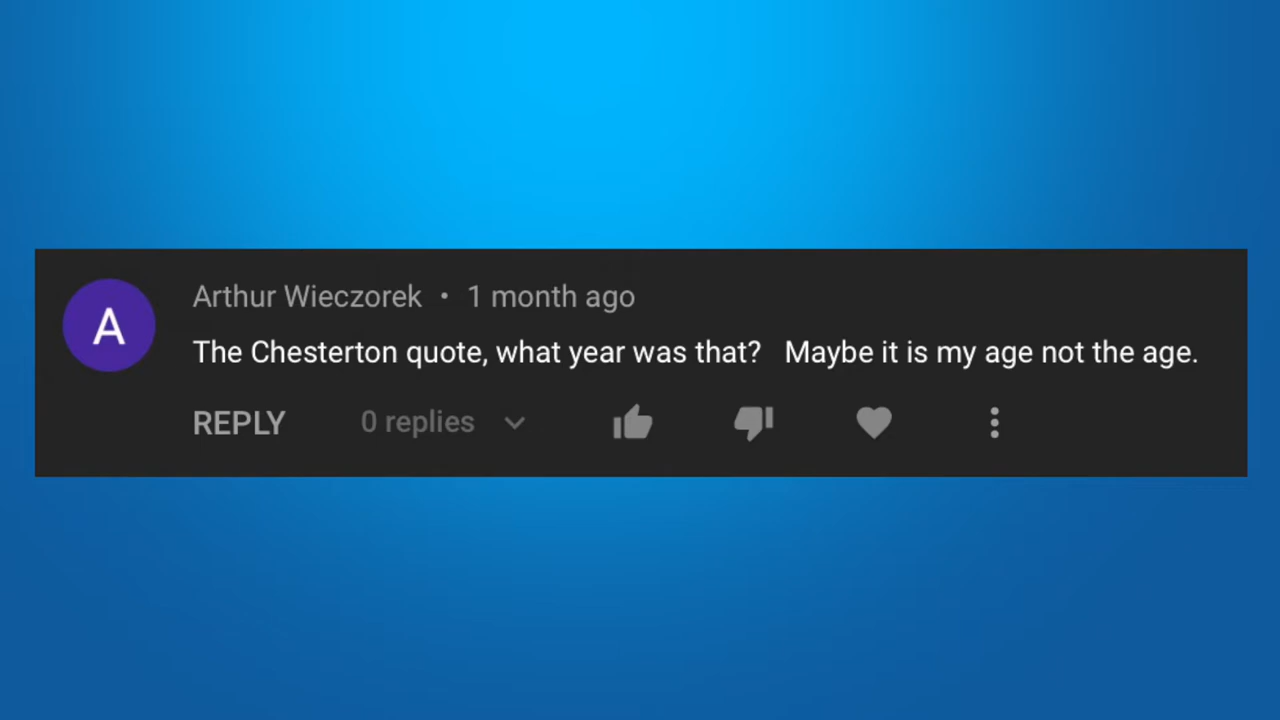 A
Arthur Wieczorek • 1 month ago
The Chesterton quote, what year was that?   Maybe it is my age not the age.
REPLY 0 replies